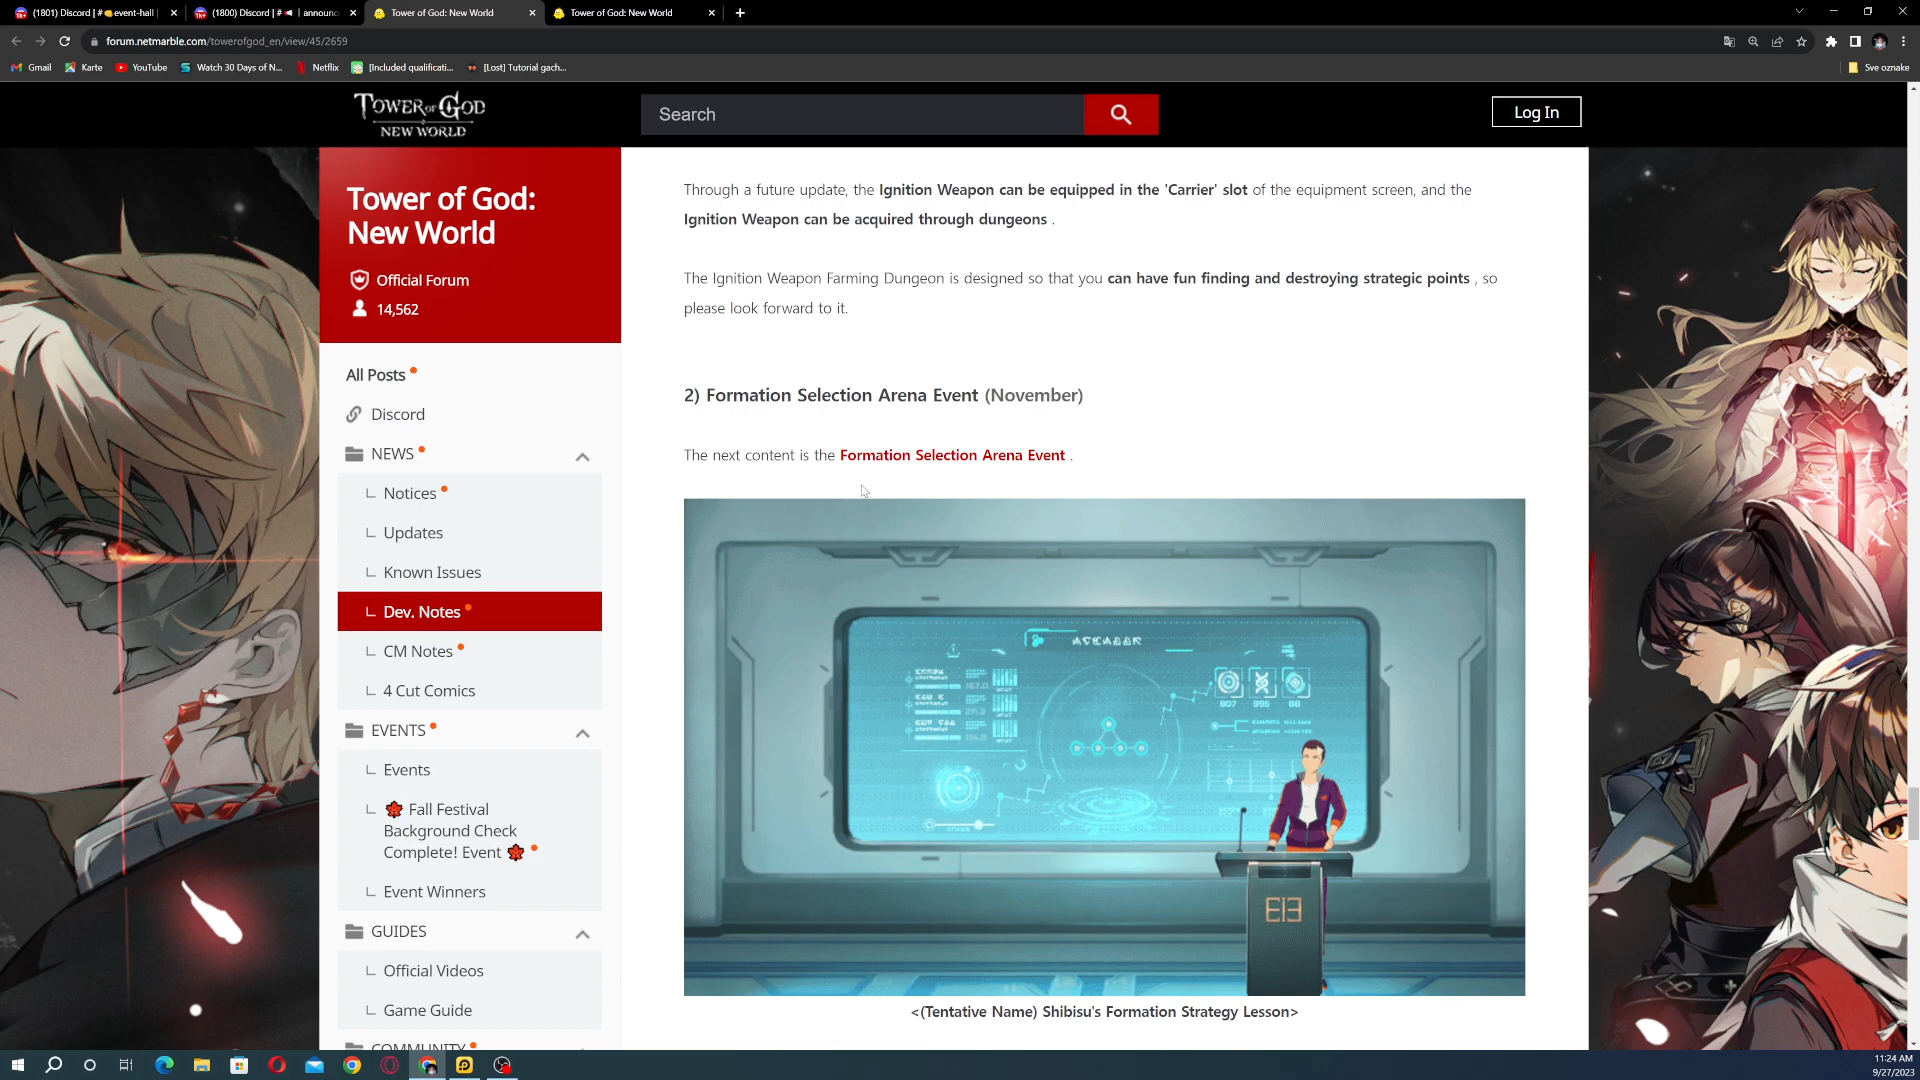 (1801) Discord | #👊event-hall |
(1800) Discord | #📢 | announc
Tower of God: New World
Tower of God: New World
forum.netmarble.com/towerofgod_en/view/45/2659
Gmail
Karte
YouTube
Watch 30 Days of N...
Netflix
[Included qualificati...
[Lost] Tutorial gach...
Sve oznake
TOWER OF GOD
NEW WORLD
Search
Log In
Tower of God:
New World
Official Forum
14,562
All Posts
Discord
NEWS
Notices
Updates
Known Issues
Dev. Notes
CM Notes
4 Cut Comics
EVENTS
Events
🍁 Fall Festival
Background Check
Complete! Event 🍁
Event Winners
GUIDES
Official Videos
Game Guide
COMMUNITY
Through a future update, the Ignition Weapon can be equipped in the 'Carrier' slot of the equipment screen, and the
Ignition Weapon can be acquired through dungeons .
The Ignition Weapon Farming Dungeon is designed so that you can have fun finding and destroying strategic points , so
please look forward to it.
2) Formation Selection Arena Event (November)
The next content is the Formation Selection Arena Event .
807 995 88
<(Tentative Name) Shibisu's Formation Strategy Lesson>
11:24 AM
9/27/2023